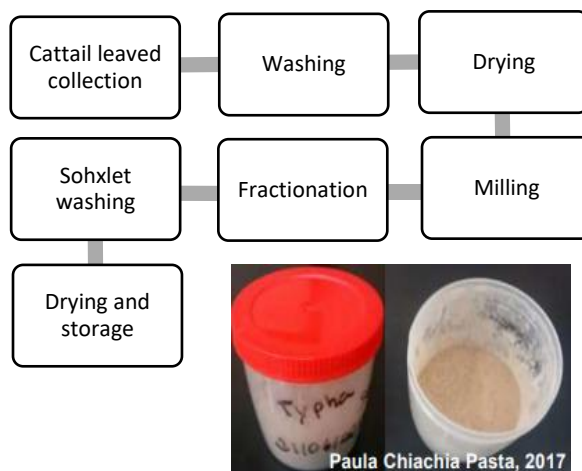 Cattail leaved
collection
Washing
Drying
Milling
Fractionation
Sohxlet
washing
Drying and
storage
Typha
Paula Chiachia Pasta, 2017